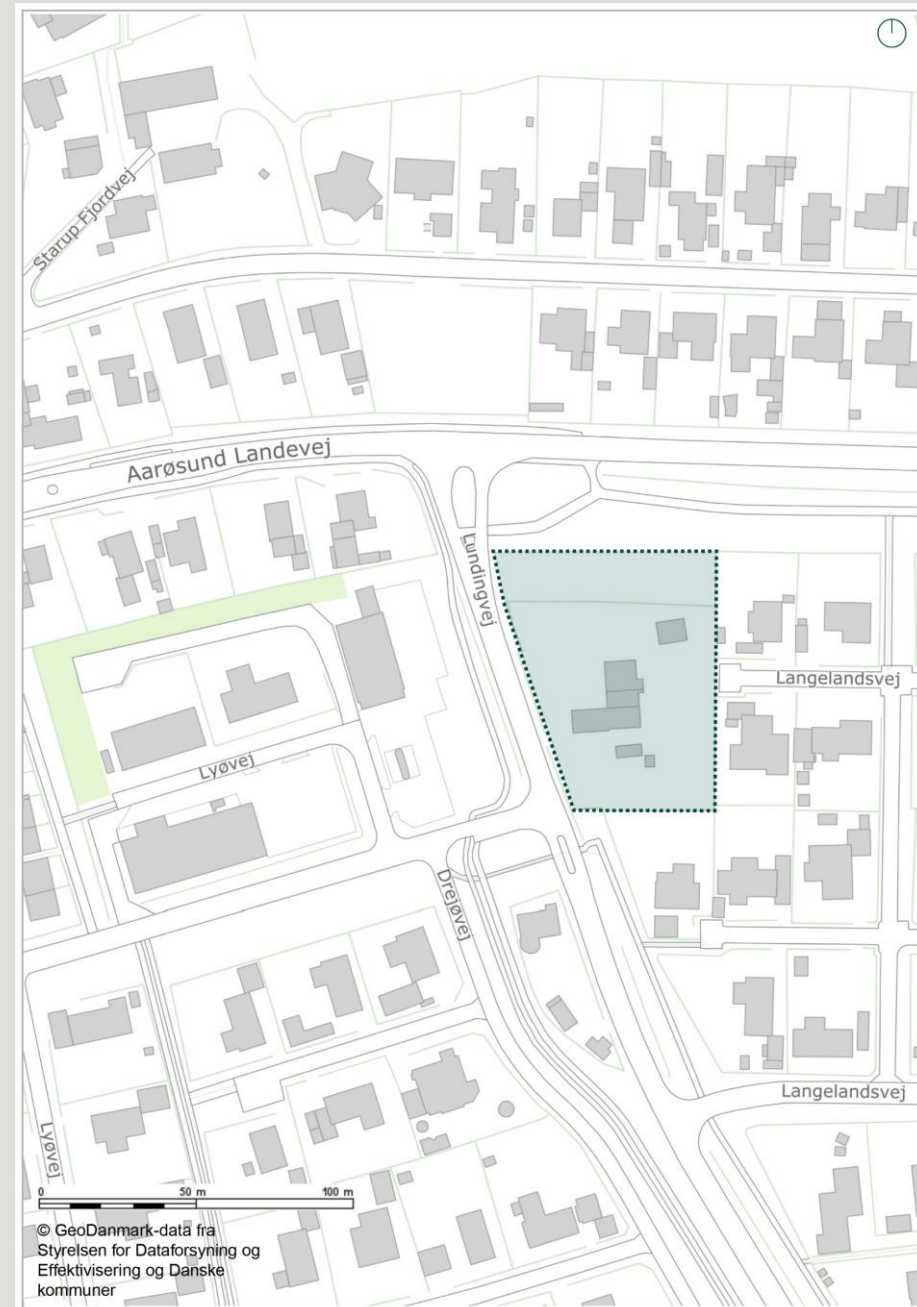 Starup Fjordvej
Aarøsund Landevej
Lundingvej
Langelandsvej
Lyøvej
Drejøvej
Langelandsvej
Lyøvej
0 50 m 100 m
© GeoDanmark-data fra
Styrelsen for Dataforsyning og
Effektivisering og Danske
kommuner